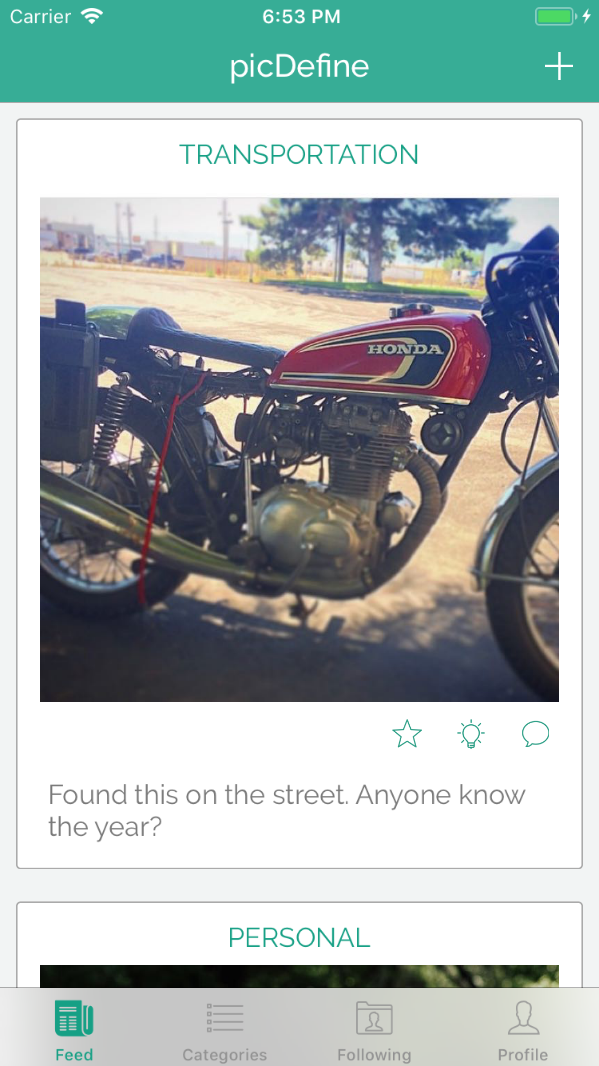 Carrier 6:53 PM
picDefine
TRANSPORTATION
HONDA
Found this on the street. Anyone know
the year?
PERSONAL
Feed Categories Following Profile